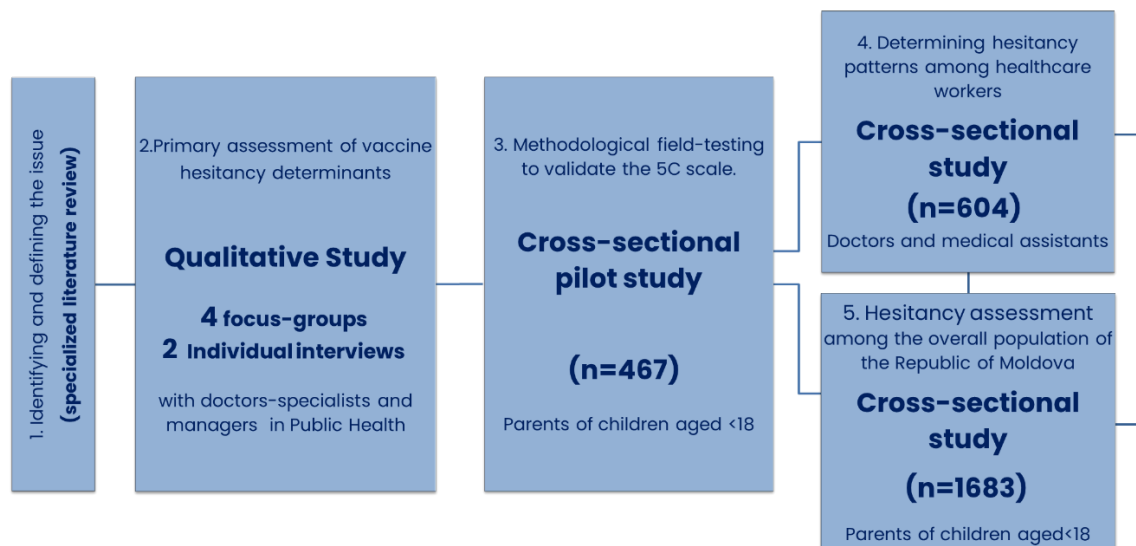 1. Identifying and defining the issue
(specialized literature review)
2.Primary assessment of vaccine
hesitancy determinants
Qualitative Study
4 focus-groups
2 Individual interviews
with doctors-specialists and
managers in Public Health
3. Methodological field-testing
to validate the 5C scale.
Cross-sectional
pilot study
(n=467)
Parents of children aged <18
4. Determining hesitancy
patterns among healthcare
workers
Cross-sectional
study
(n=604)
Doctors and medical assistants
5. Hesitancy assessment
among the overall population of
the Republic of Moldova
Cross-sectional
study
(n=1683)
Parents of children aged<18